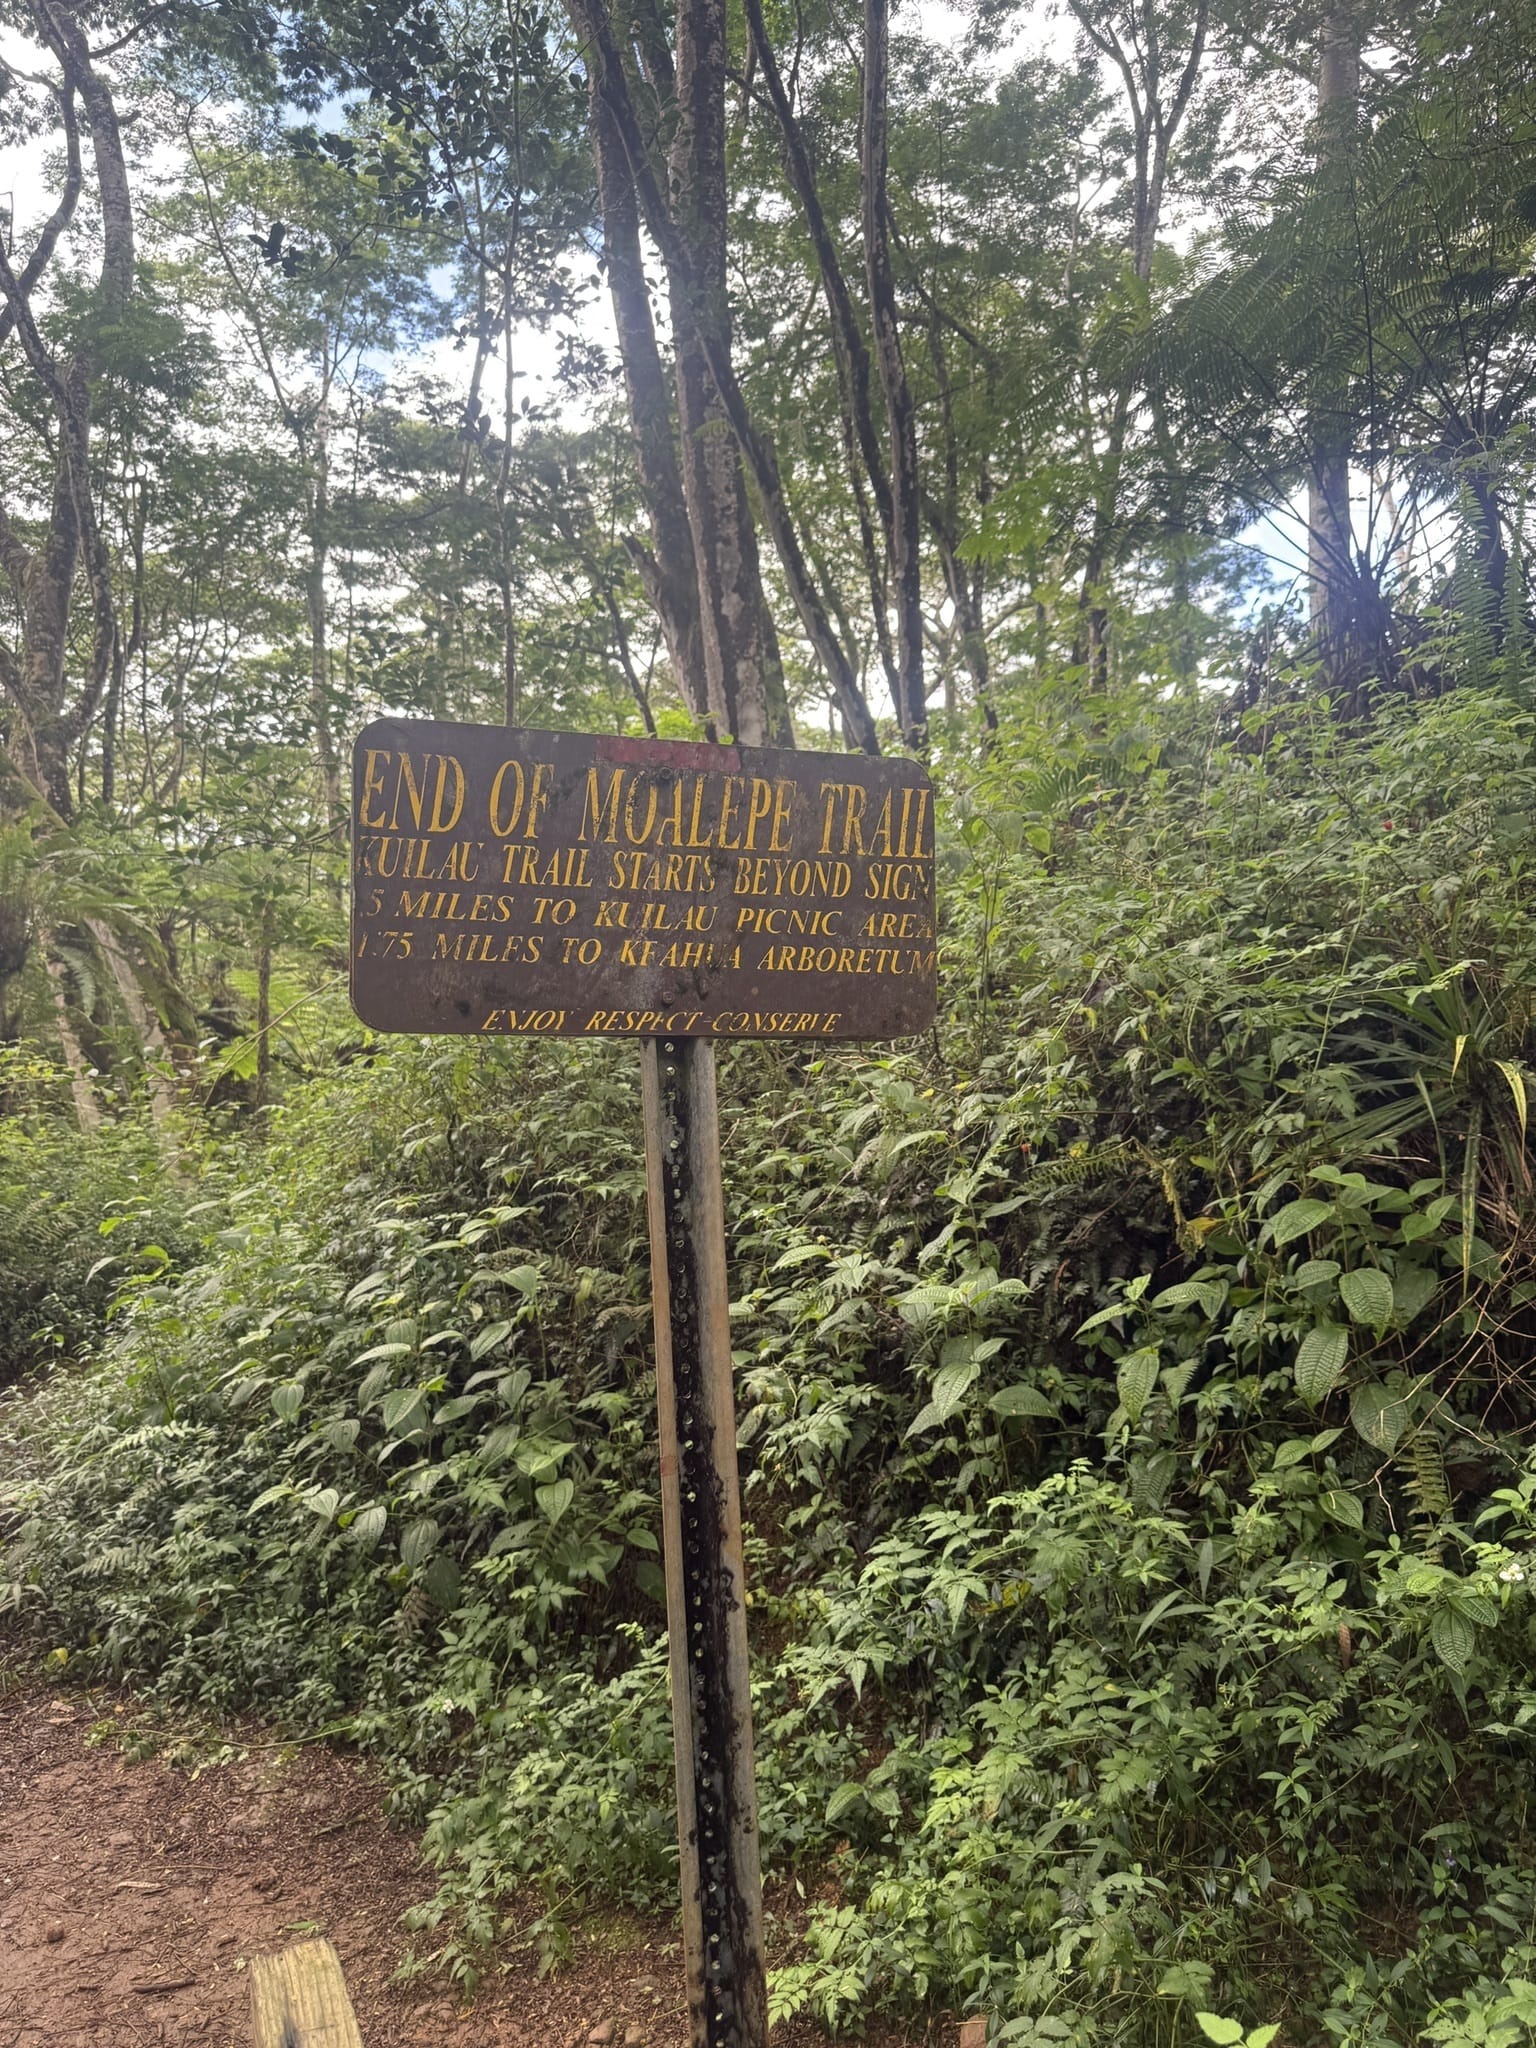 END OF MOALEPE TRAIL
KUILAU TRAIL STARTS BEYOND SIGN
.5 MILES TO KUILAU PICNIC AREA
1.75 MILES TO KEAHUA ARBORETUM
ENJOY RESPECT-CONSERVE